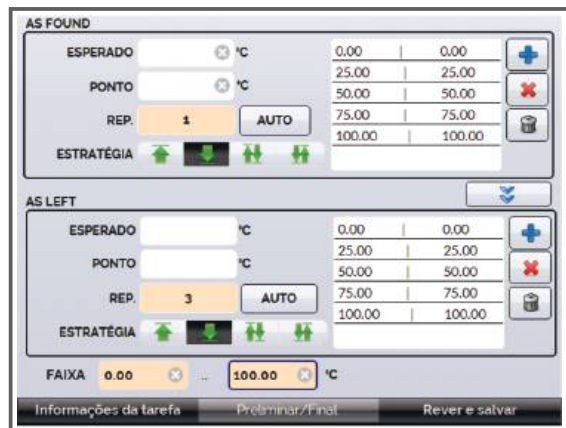 AS FOUND
ESPERADO °C
PONTO °C
REP. 1 AUTO
ESTRATÉGIA
0.00 | 0.00
25.00 | 25.00
50.00 | 50.00
75.00 | 75.00
100.00 | 100.00
AS LEFT
ESPERADO °C
PONTO °C
REP. 3 AUTO
ESTRATÉGIA
0.00 | 0.00
25.00 | 25.00
50.00 | 50.00
75.00 | 75.00
100.00 | 100.00
FAIXA 0.00 .. 100.00 °C
Informações da tarefa Preliminar/Final Rever e salvar